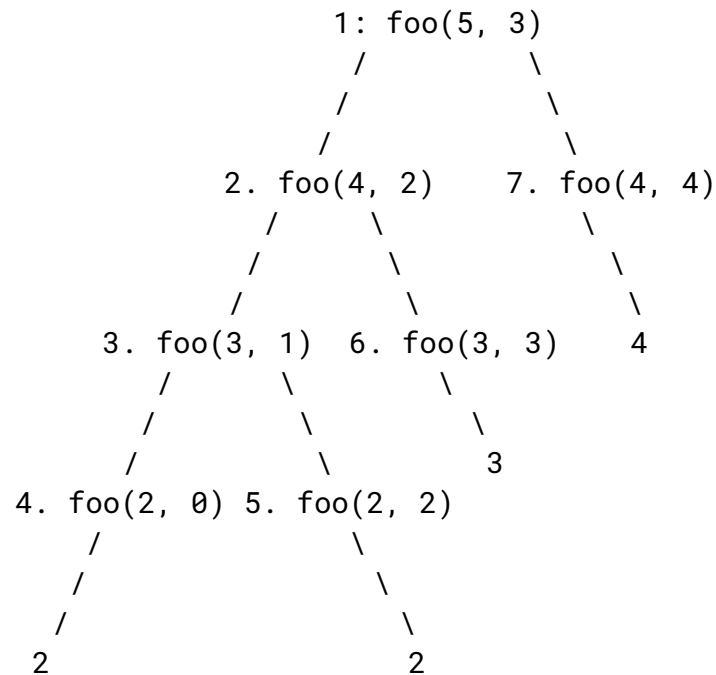 1: foo(5, 3)
2. foo(4, 2) 7. foo(4, 4)
3. foo(3, 1) 6. foo(3, 3) 4
3
4. foo(2, 0) 5. foo(2, 2)
2 2